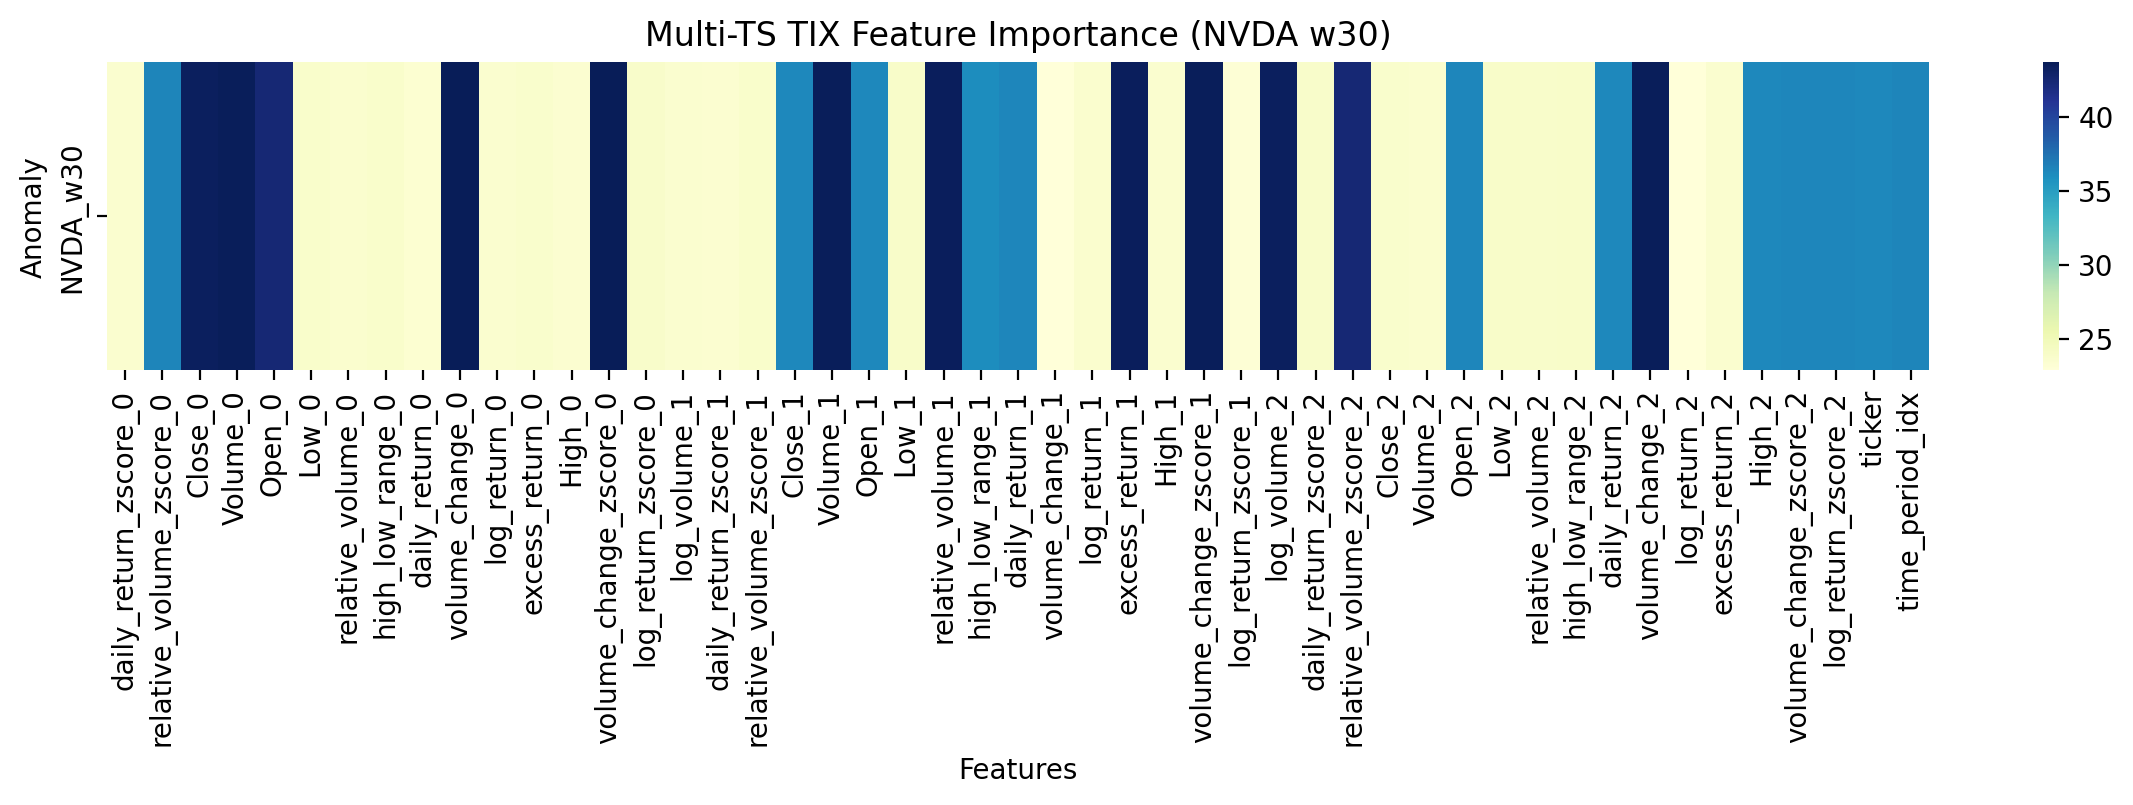 Multi-TS TIX Feature Importance (NVDA w30)
Anomaly
NVDA_w30
40
35
30
25
daily_return_zscore_0
relative_volume_zscore_0
Close_0
Volume_0
Open_0
Low_0
relative_volume_0
high_low_range_0
daily_return_0
volume_change_0
log_return_0
excess_return_0
High_0
volume_change_zscore_0
log_return_zscore_0
log_volume_1
daily_return_zscore_1
relative_volume_zscore_1
Close_1
Volume_1
Open_1
Low_1
relative_volume_1
high_low_range_1
daily_return_1
volume_change_1
log_return_1
excess_return_1
High_1
volume_change_zscore_1
log_return_zscore_1
log_volume_2
daily_return_zscore_2
relative_volume_zscore_2
Close_2
Volume_2
Open_2
Low_2
relative_volume_2
high_low_range_2
daily_return_2
volume_change_2
log_return_2
excess_return_2
High_2
volume_change_zscore_2
log_return_zscore_2
ticker
time_period_idx
Features